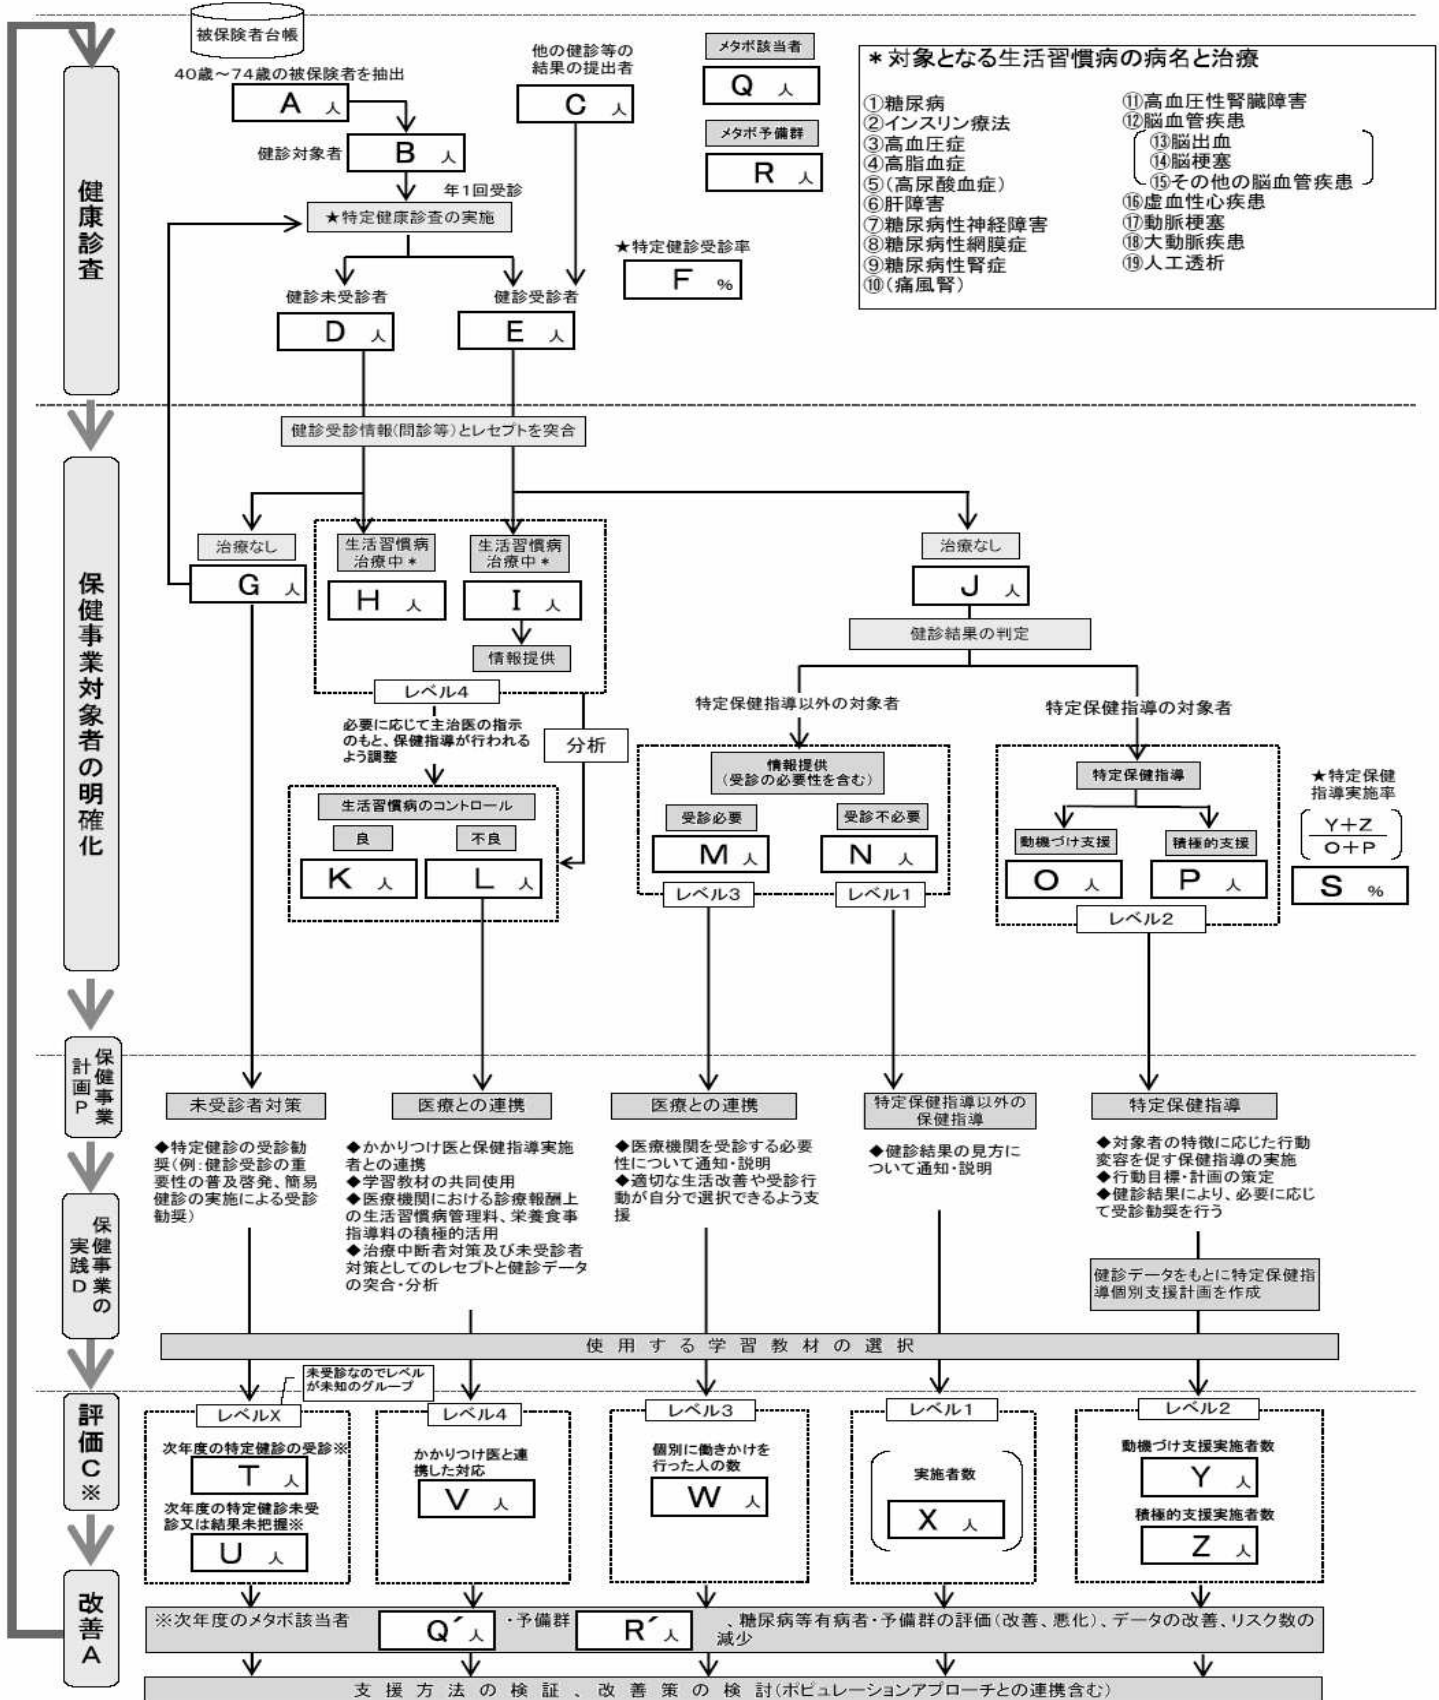 被保険者台帳
40歳～74歳の被保険者を抽出
A 人
健診対象者
B 人
年1回受診
★特定健康診査の実施
他の健診等の
結果の提出者
C 人
メタボ該当者
Q 人
メタボ予備群
R 人
★特定健診受診率
F %
健診未受診者
D 人
健診受診者
E 人
*対象となる生活習慣病の病名と治療
①糖尿病
②インスリン療法
③高血圧症
④高脂血症
⑤(高尿酸血症)
⑥肝障害
⑦糖尿病性神経障害
⑧糖尿病性網膜症
⑨糖尿病性腎症
⑩(痛風腎)
⑪高血圧性腎臓障害
⑫脳血管疾患
⑬脳出血
⑭脳梗塞
⑮その他の脳血管疾患
⑯虚血性心疾患
⑰動脈梗塞
⑱大動脈疾患
⑲人工透析
健康診査
健診受診情報(問診等)とレセプトを突合
保健事業対象者の明確化
治療なし
G 人
生活習慣病
治療中*
H 人
生活習慣病
治療中*
I 人
情報提供
レベル4
必要に応じて主治医の指示
のもと、保健指導が行われる
よう調整
分析
生活習慣病のコントロール
良
K 人
不良
L 人
治療なし
J 人
健診結果の判定
特定保健指導以外の対象者
特定保健指導の対象者
情報提供
(受診の必要性を含む)
受診必要
M 人
レベル3
受診不必要
N 人
レベル1
特定保健指導
動機づけ支援
O 人
積極的支援
P 人
レベル2
★特定保健
指導実施率
Y+Z
O+P
S %
保健事業
計画P
未受診者対策
◆特定健診の受診勧
奨(例:健診受診の重
要性の普及啓発、簡易
健診の実施による受診
勧奨)
医療との連携
◆かかりつけ医と保健指導実施
者との連携
◆学習教材の共同使用
◆医療機関における診療報酬上
の生活習慣病管理料、栄養食事
指導料の積極的活用
◆治療中断者対策及び未受診者
対策としてのレセプトと健診データ
の突合・分析
医療との連携
◆医療機関を受診する必要
性について通知・説明
◆適切な生活改善や受診行
動が自分で選択できるよう支
援
特定保健指導以外の
保健指導
◆健診結果の見方に
ついて通知・説明
特定保健指導
◆対象者の特徴に応じた行動
変容を促す保健指導の実施
◆行動目標・計画の策定
◆健診結果により、必要に応じ
て受診勧奨を行う
健診データをもとに特定保健指
導個別支援計画を作成
保健事業の
実践D
使用する学習教材の選択
評価C※
未受診なのでレベル
が未知のグループ
レベルX
次年度の特定健診の受診※
T 人
次年度の特定健診未受
診又は結果未把握※
U 人
レベル4
かかりつけ医と連
携した対応
V 人
レベル3
個別に働きかけを
行った人の数
W 人
レベル1
実施者数
X 人
レベル2
動機づけ支援実施者数
Y 人
積極的支援実施者数
Z 人
改善A
※次年度のメタボ該当者 Q´人 ・予備群 R´人 、糖尿病等有病者・予備群の評価(改善、悪化)、データの改善、リスク数の
減少
支援方法の検証、改善策の検討(ポピュレーションアプローチとの連携含む)